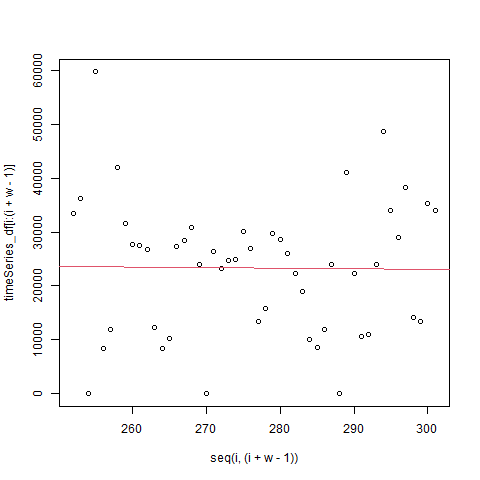 60000
50000
40000
30000
20000
10000
0
timeSeries_df[i:(i + w - 1)]
260 270 280 290 300
seq(i, (i + w - 1))